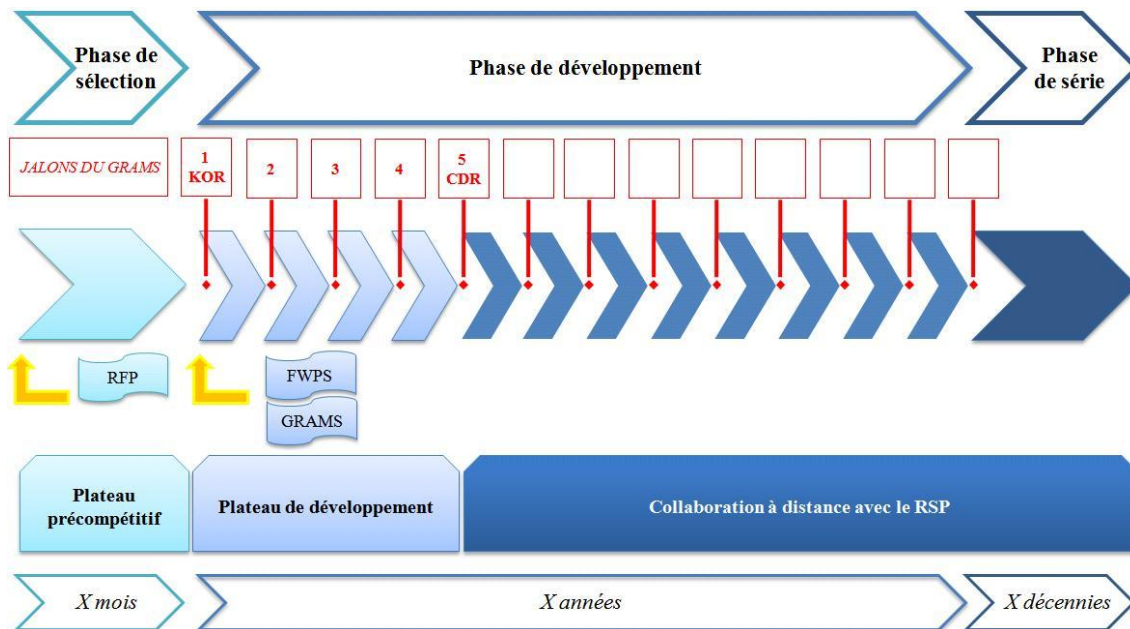 Phase de
sélection
Phase de développement
Phase
de série
JALONS DU GRAMS
1
KOR
2
3
4
5
CDR
RFP
FWPS
GRAMS
Plateau
précompétitif
Plateau de développement
Collaboration à distance avec le RSP
X mois
X années
X décennies